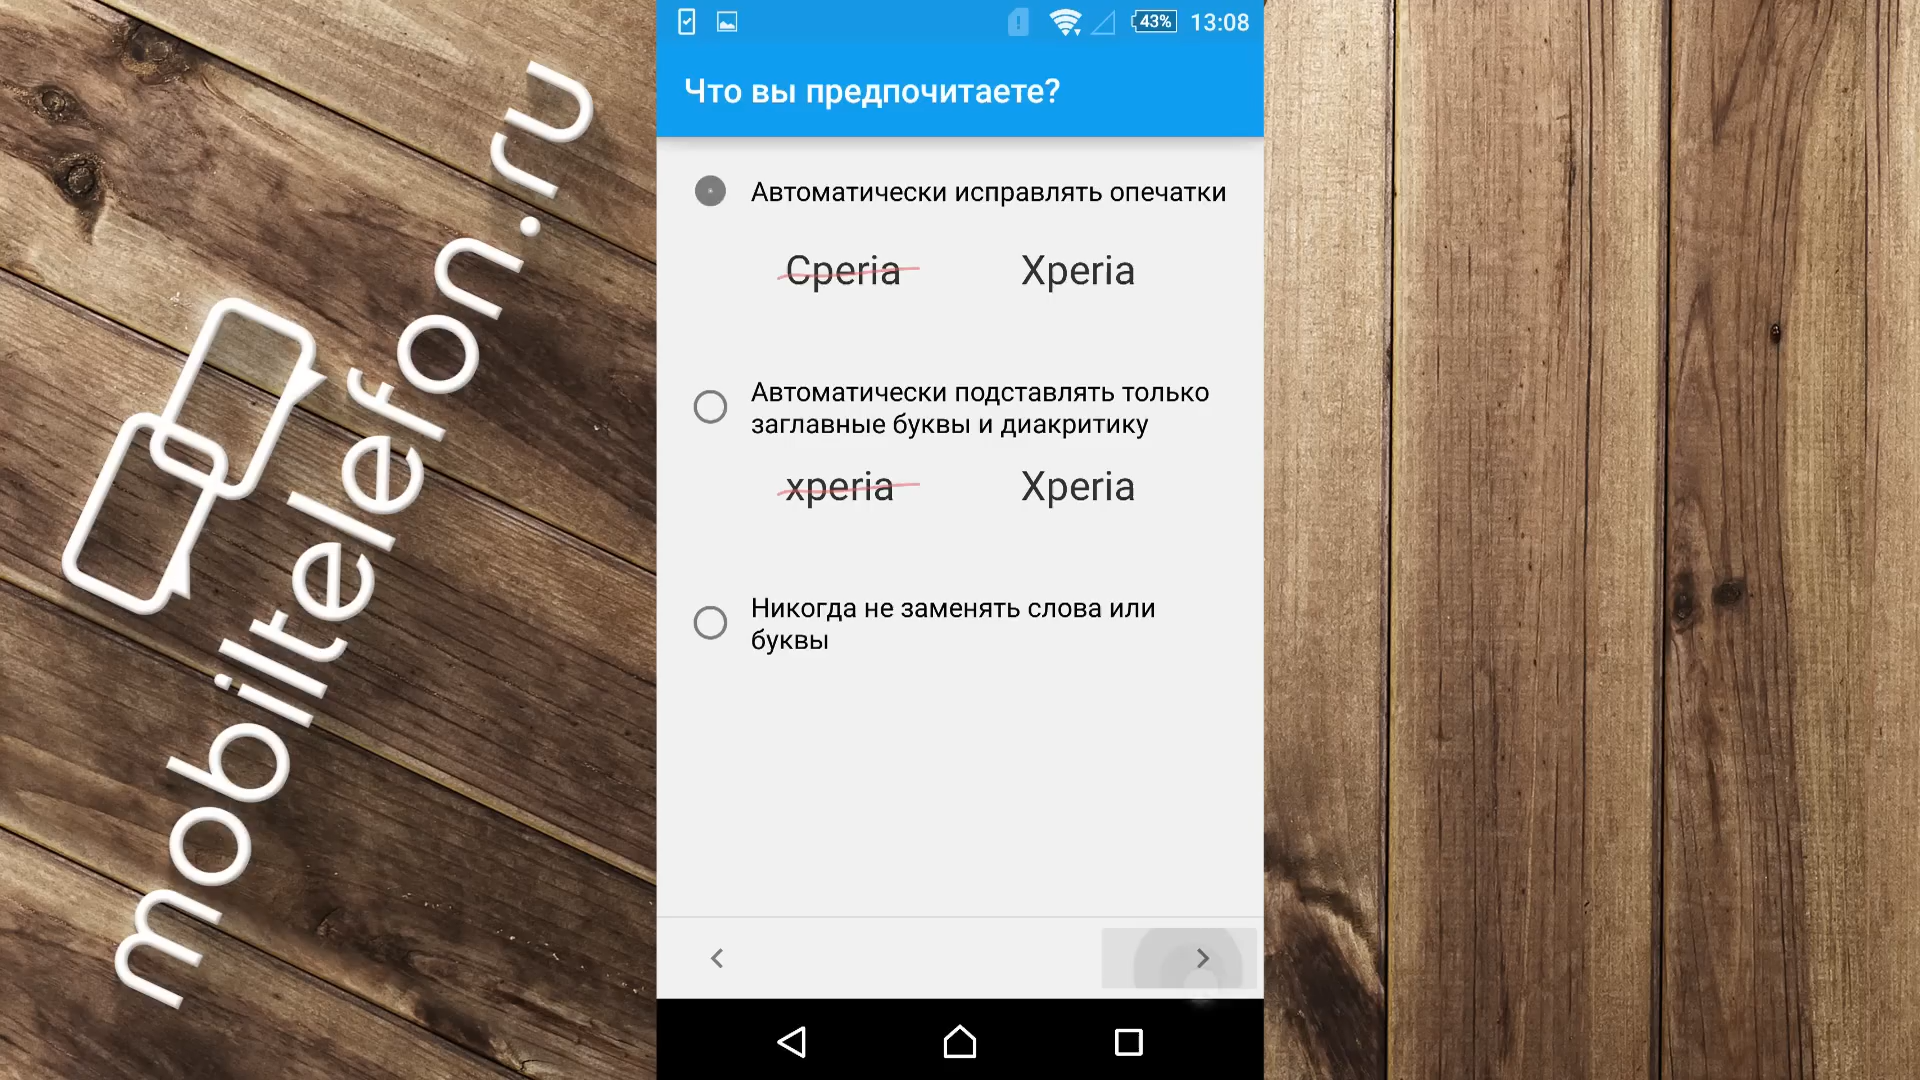 43%
13:08
Что вы предпочитаете?
Автоматически исправлять опечатки
Cperia Xperia
Автоматически подставлять только
заглавные буквы и диакритику
xperia Xperia
Никогда не заменять слова или
буквы
mobiltelefon.ru